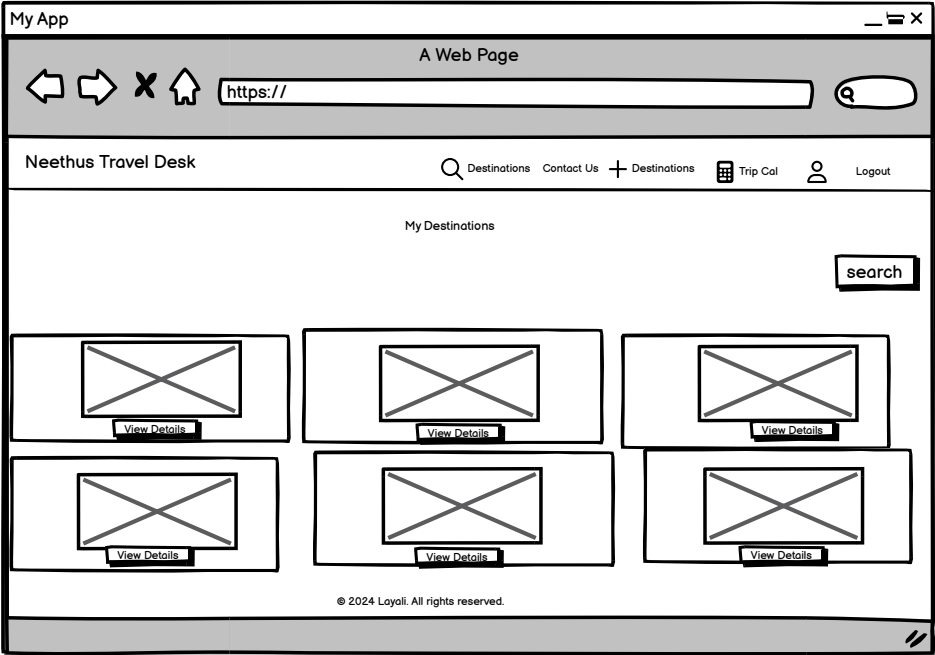 My App
A Web Page
https://
Neethus Travel Desk
Destinations Contact Us Destinations Trip Cal Logout
My Destinations
search
View Details View Details View Details
View Details View Details View Details
© 2024 Layali. All rights reserved.